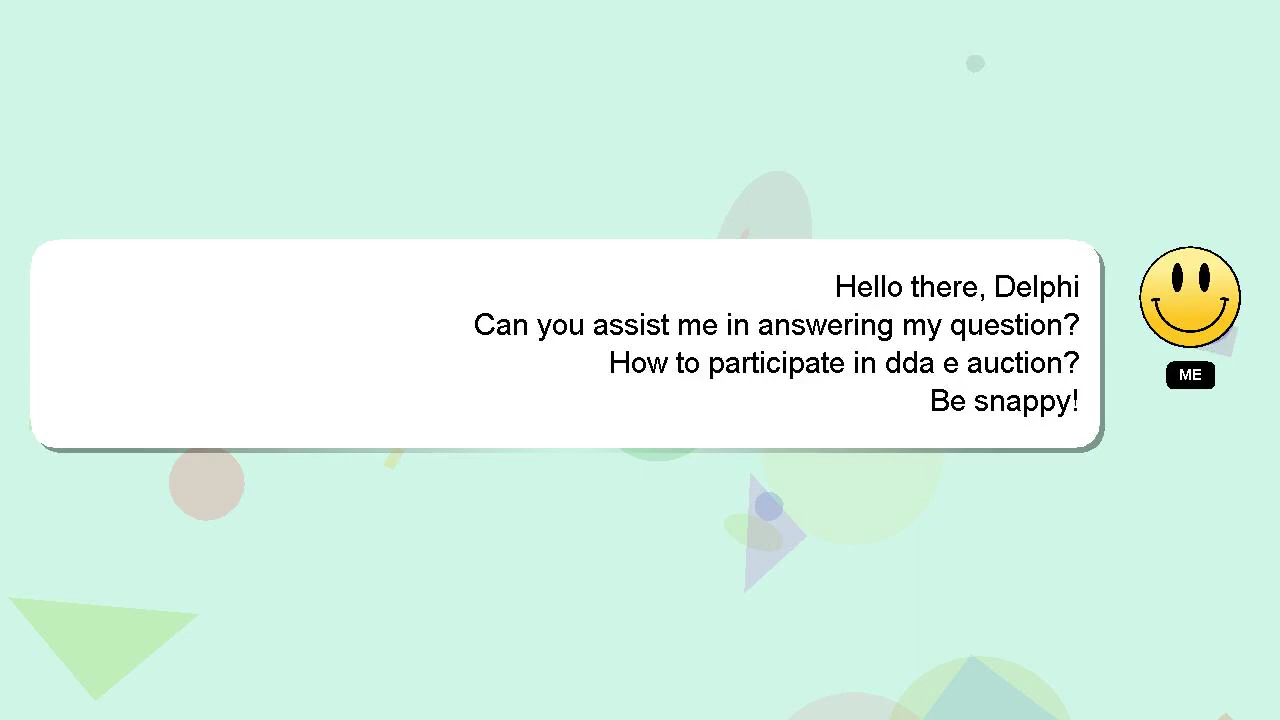 Hello there, Delphi
Can you assist me in answering my question?
How to participate in dda e auction?
Be snappy!
ME